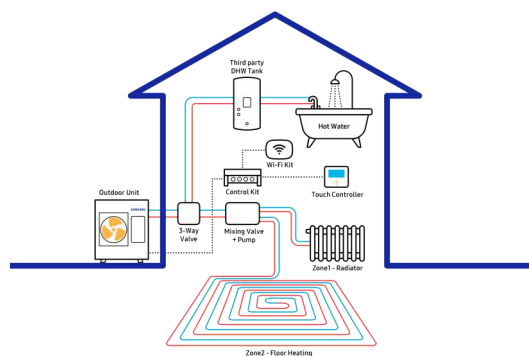 Third party
DHW Tank
Hot Water
Wi-Fi Kit
Control Kit
Touch Controller
Outdoor Unit
SAMSUNG
3-Way
Valve
Mixing Valve
+ Pump
Zone1 - Radiator
Zone2 - Floor Heating